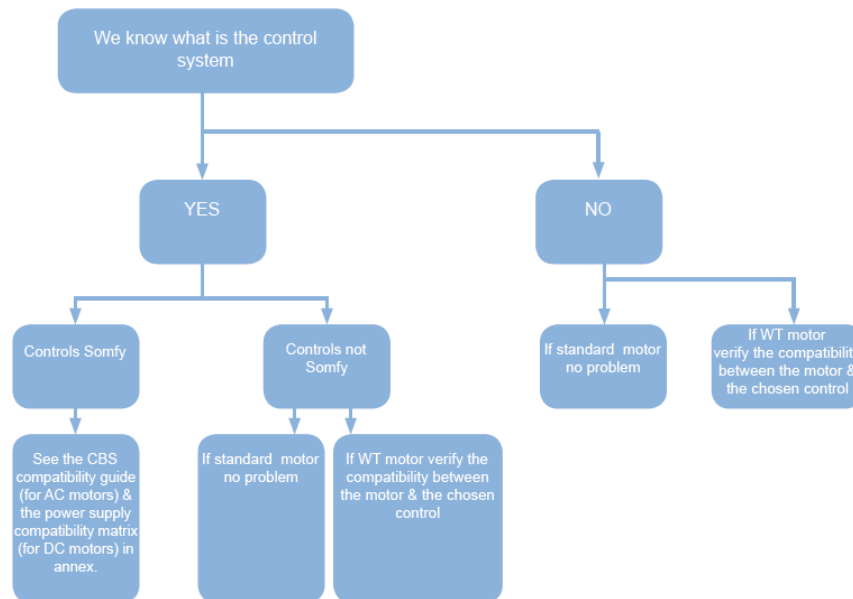 We know what is the control
system
YES
NO
Controls Somfy
Controls not
Somfy
If standard motor
no problem
If WT motor
verify the compatibility
between the motor &
the chosen control
See the CBS
compatibility guide
(for AC motors) &
the power supply
compatibility matrix
(for DC motors) in
annex.
If standard motor
no problem
If WT motor verify the
compatibility between
the motor & the chosen
control